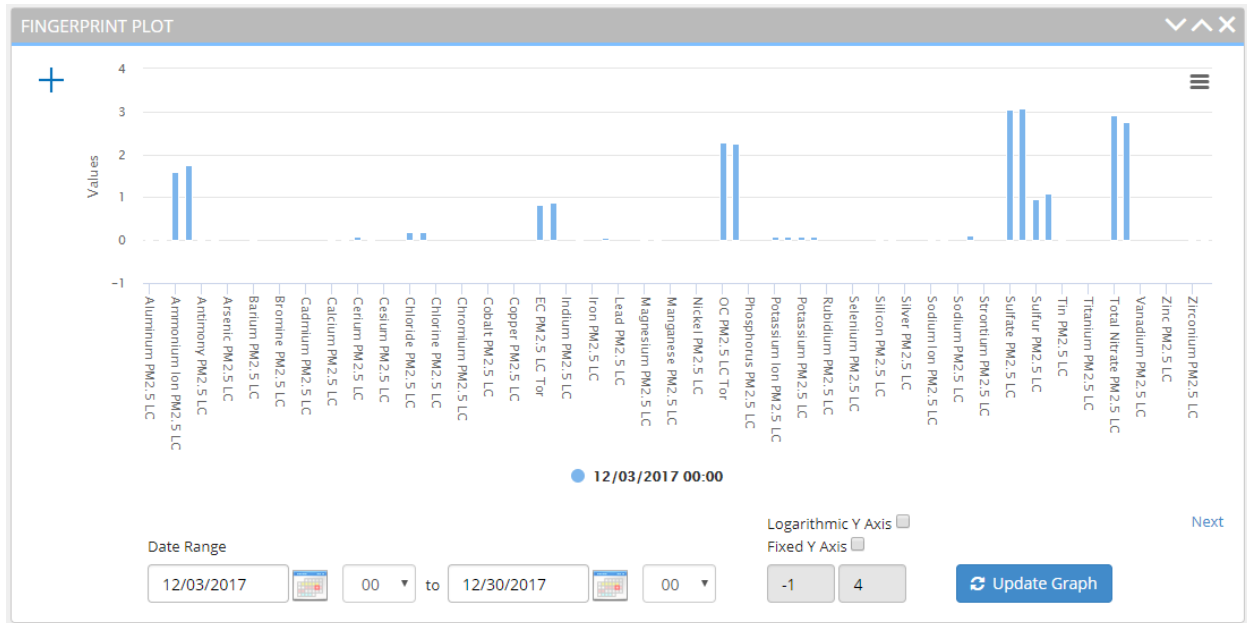 FINGERPRINT PLOT
4
3
2
1
0
-1
Values
Aluminum PM2.5 LC
Ammonium Ion PM2.5 LC
Antimony PM2.5 LC
Arsenic PM2.5 LC
Barium PM2.5 LC
Bromine PM2.5 LC
Cadmium PM2.5 LC
Calcium PM2.5 LC
Cerium PM2.5 LC
Cesium PM2.5 LC
Chloride PM2.5 LC
Chlorine PM2.5 LC
Chromium PM2.5 LC
Cobalt PM2.5 LC
Copper PM2.5 LC
EC PM2.5 LC Tor
Indium PM2.5 LC
Iron PM2.5 LC
Lead PM2.5 LC
Magnesium PM2.5 LC
Manganese PM2.5 LC
Nickel PM2.5 LC
OC PM2.5 LC Tor
Phosphorus PM2.5 LC
Potassium Ion PM2.5 LC
Potassium PM2.5 LC
Rubidium PM2.5 LC
Selenium PM2.5 LC
Silicon PM2.5 LC
Silver PM2.5 LC
Sodium Ion PM2.5 LC
Sodium PM2.5 LC
Strontium PM2.5 LC
Sulfate PM2.5 LC
Sulfur PM2.5 LC
Tin PM2.5 LC
Titanium PM2.5 LC
Total Nitrate PM2.5 LC
Vanadium PM2.5 LC
Zinc PM2.5 LC
Zirconium PM2.5 LC
12/03/2017 00:00
Logarithmic Y Axis
Next
Date Range
Fixed Y Axis
12/03/2017 00 to 12/30/2017 00 -1 4 Update Graph